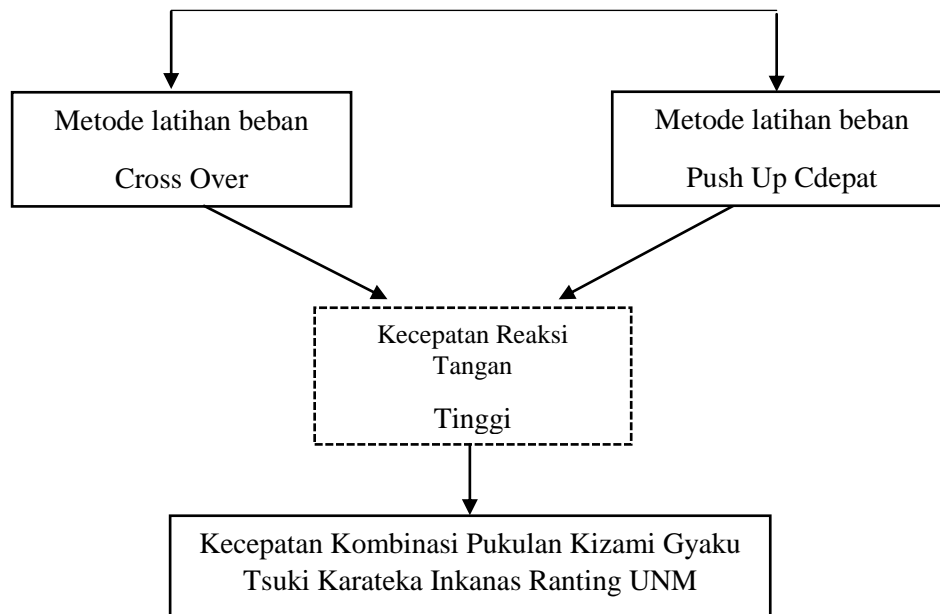 Metode latihan beban
Cross Over
Metode latihan beban
Push Up Cdepat
Kecepatan Reaksi
Tangan
Tinggi
Kecepatan Kombinasi Pukulan Kizami Gyaku
Tsuki Karateka Inkanas Ranting UNM